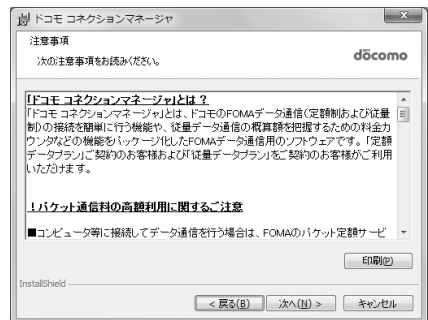 ドコモ コネクションマネージャ
注意事項
次の注意事項をお読みください。
döcomo
「ドコモ コネクションマネージャ」とは？
「ドコモ コネクションマネージャ」とは、ドコモのFOMAデータ通信(定額制および従量
制)の接続を簡単に行う機能や、従量データ通信の概算額を把握するための料金カ
ウンタなどの機能をパッケージ化したFOMAデータ通信用のソフトウェアです。「定額
データプラン」ご契約のお客様および「従量データプラン」をご契約のお客様がご利用
いただけます。
！パケット通信料の高額利用に関するご注意
■コンピュータ等に接続してデータ通信を行う場合は、FOMAのパケット定額サービ
印刷(P)
InstallShield
< 戻る(B)
次へ(N) >
キャンセル